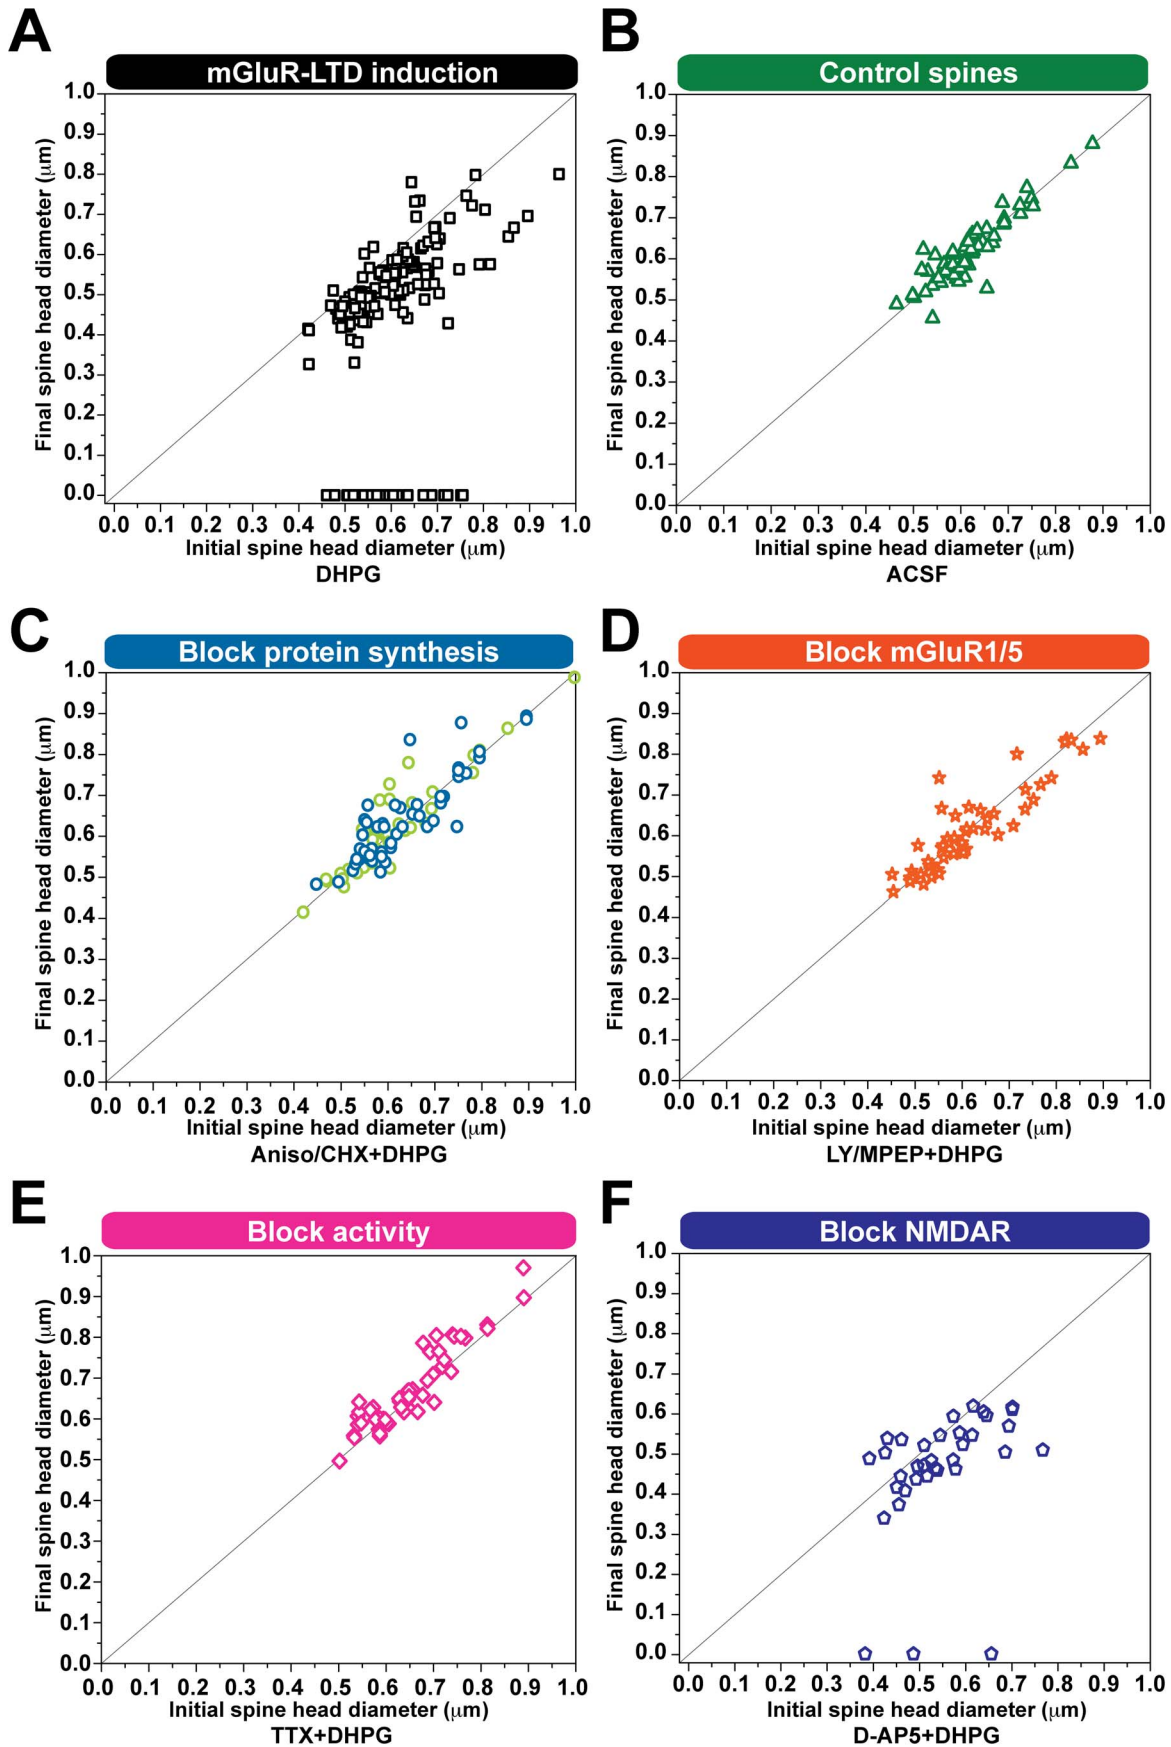 A
mGluR-LTD induction
1.0
0.9
0.8
0.7
0.6
0.5
0.4
0.3
0.2
0.1
0.0
Final spine head diameter (μm)
0.0 0.1 0.2 0.3 0.4 0.5 0.6 0.7 0.8 0.9 1.0
Initial spine head diameter (μm)
DHPG
B
Control spines
1.0
0.9
0.8
0.7
0.6
0.5
0.4
0.3
0.2
0.1
0.0
Final spine head diameter (μm)
0.0 0.1 0.2 0.3 0.4 0.5 0.6 0.7 0.8 0.9 1.0
Initial spine head diameter (μm)
ACSF
C
Block protein synthesis
1.0
0.9
0.8
0.7
0.6
0.5
0.4
0.3
0.2
0.1
0.0
Final spine head diameter (μm)
0.0 0.1 0.2 0.3 0.4 0.5 0.6 0.7 0.8 0.9 1.0
Initial spine head diameter (μm)
Aniso/CHX+DHPG
D
Block mGluR1/5
1.0
0.9
0.8
0.7
0.6
0.5
0.4
0.3
0.2
0.1
0.0
Final spine head diameter (μm)
0.0 0.1 0.2 0.3 0.4 0.5 0.6 0.7 0.8 0.9 1.0
Initial spine head diameter (μm)
LY/MPEP+DHPG
E
Block activity
1.0
0.9
0.8
0.7
0.6
0.5
0.4
0.3
0.2
0.1
0.0
Final spine head diameter (μm)
0.0 0.1 0.2 0.3 0.4 0.5 0.6 0.7 0.8 0.9 1.0
Initial spine head diameter (μm)
TTX+DHPG
F
Block NMDAR
1.0
0.9
0.8
0.7
0.6
0.5
0.4
0.3
0.2
0.1
0.0
Final spine head diameter (μm)
0.0 0.1 0.2 0.3 0.4 0.5 0.6 0.7 0.8 0.9 1.0
Initial spine head diameter (μm)
D-AP5+DHPG